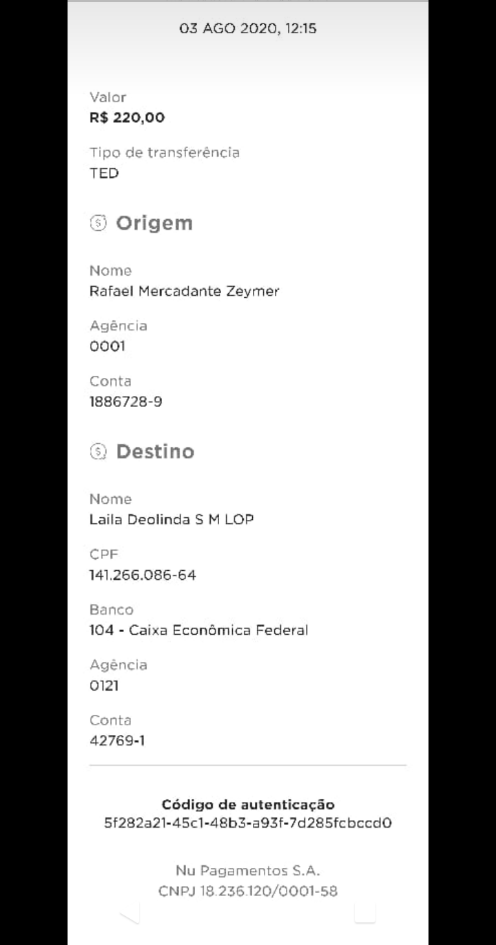 03 AGO 2020, 12:15
Valor
R$ 220,00
Tipo de transferência
TED
Origem
Nome
Rafael Mercadante Zeymer
Agência
0001
Conta
1886728-9
Destino
Nome
Laila Deolinda S M LOP
CPF
141.266.086-64
Banco
104 - Caixa Econômica Federal
Agência
0121
Conta
42769-1
Código de autenticação
5f282a21-45c1-48b3-a93f-7d285fcbccd0
Nu Pagamentos S.A.
CNPJ 18.236.120/0001-58